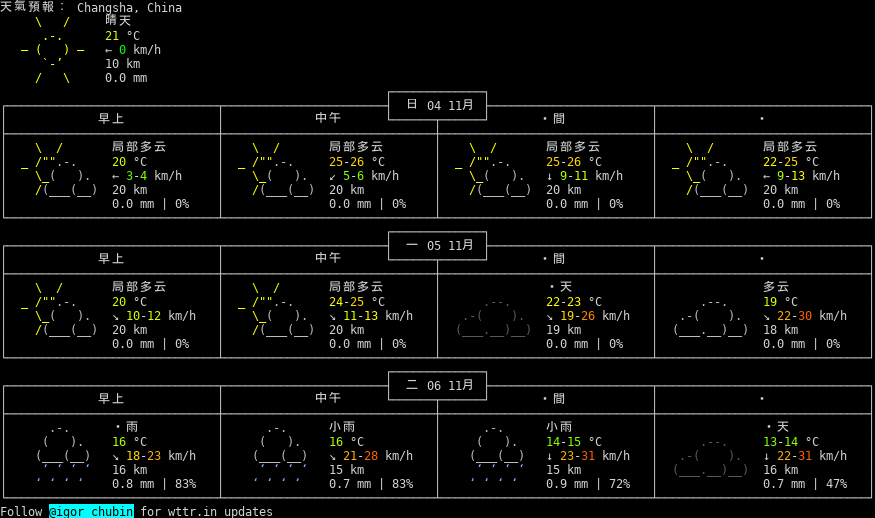 天氣預報： Changsha, China
晴天
21 °C
← 0 km/h
10 km
0.0 mm
日 04 11月
早上 中午 ・間 ・
局部多云 局部多云 局部多云 局部多云
20 °C 25-26 °C 25-26 °C 22-25 °C
← 3-4 km/h ↙ 5-6 km/h ↓ 9-11 km/h ← 9-13 km/h
20 km 20 km 20 km 20 km
0.0 mm | 0% 0.0 mm | 0% 0.0 mm | 0% 0.0 mm | 0%
一 05 11月
早上 中午 ・間 ・
局部多云 局部多云 ・天 多云
20 °C 24-25 °C 22-23 °C 19 °C
↘ 10-12 km/h ↘ 11-13 km/h ↘ 19-26 km/h ↘ 22-30 km/h
20 km 20 km 19 km 18 km
0.0 mm | 0% 0.0 mm | 0% 0.0 mm | 0% 0.0 mm | 0%
二 06 11月
早上 中午 ・間 ・
・雨 小雨 小雨 ・天
16 °C 16 °C 14-15 °C 13-14 °C
↘ 18-23 km/h ↘ 21-28 km/h ↓ 23-31 km/h ↓ 22-31 km/h
16 km 15 km 15 km 16 km
0.8 mm | 83% 0.7 mm | 83% 0.9 mm | 72% 0.7 mm | 47%
Follow @igor_chubin for wttr.in updates